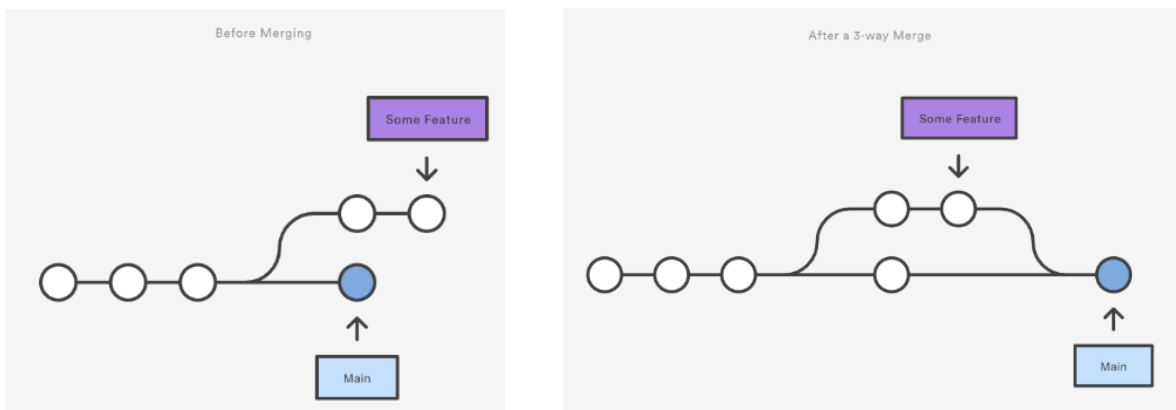 Before Merging
Some Feature
Main
After a 3-way Merge
Some Feature
Main